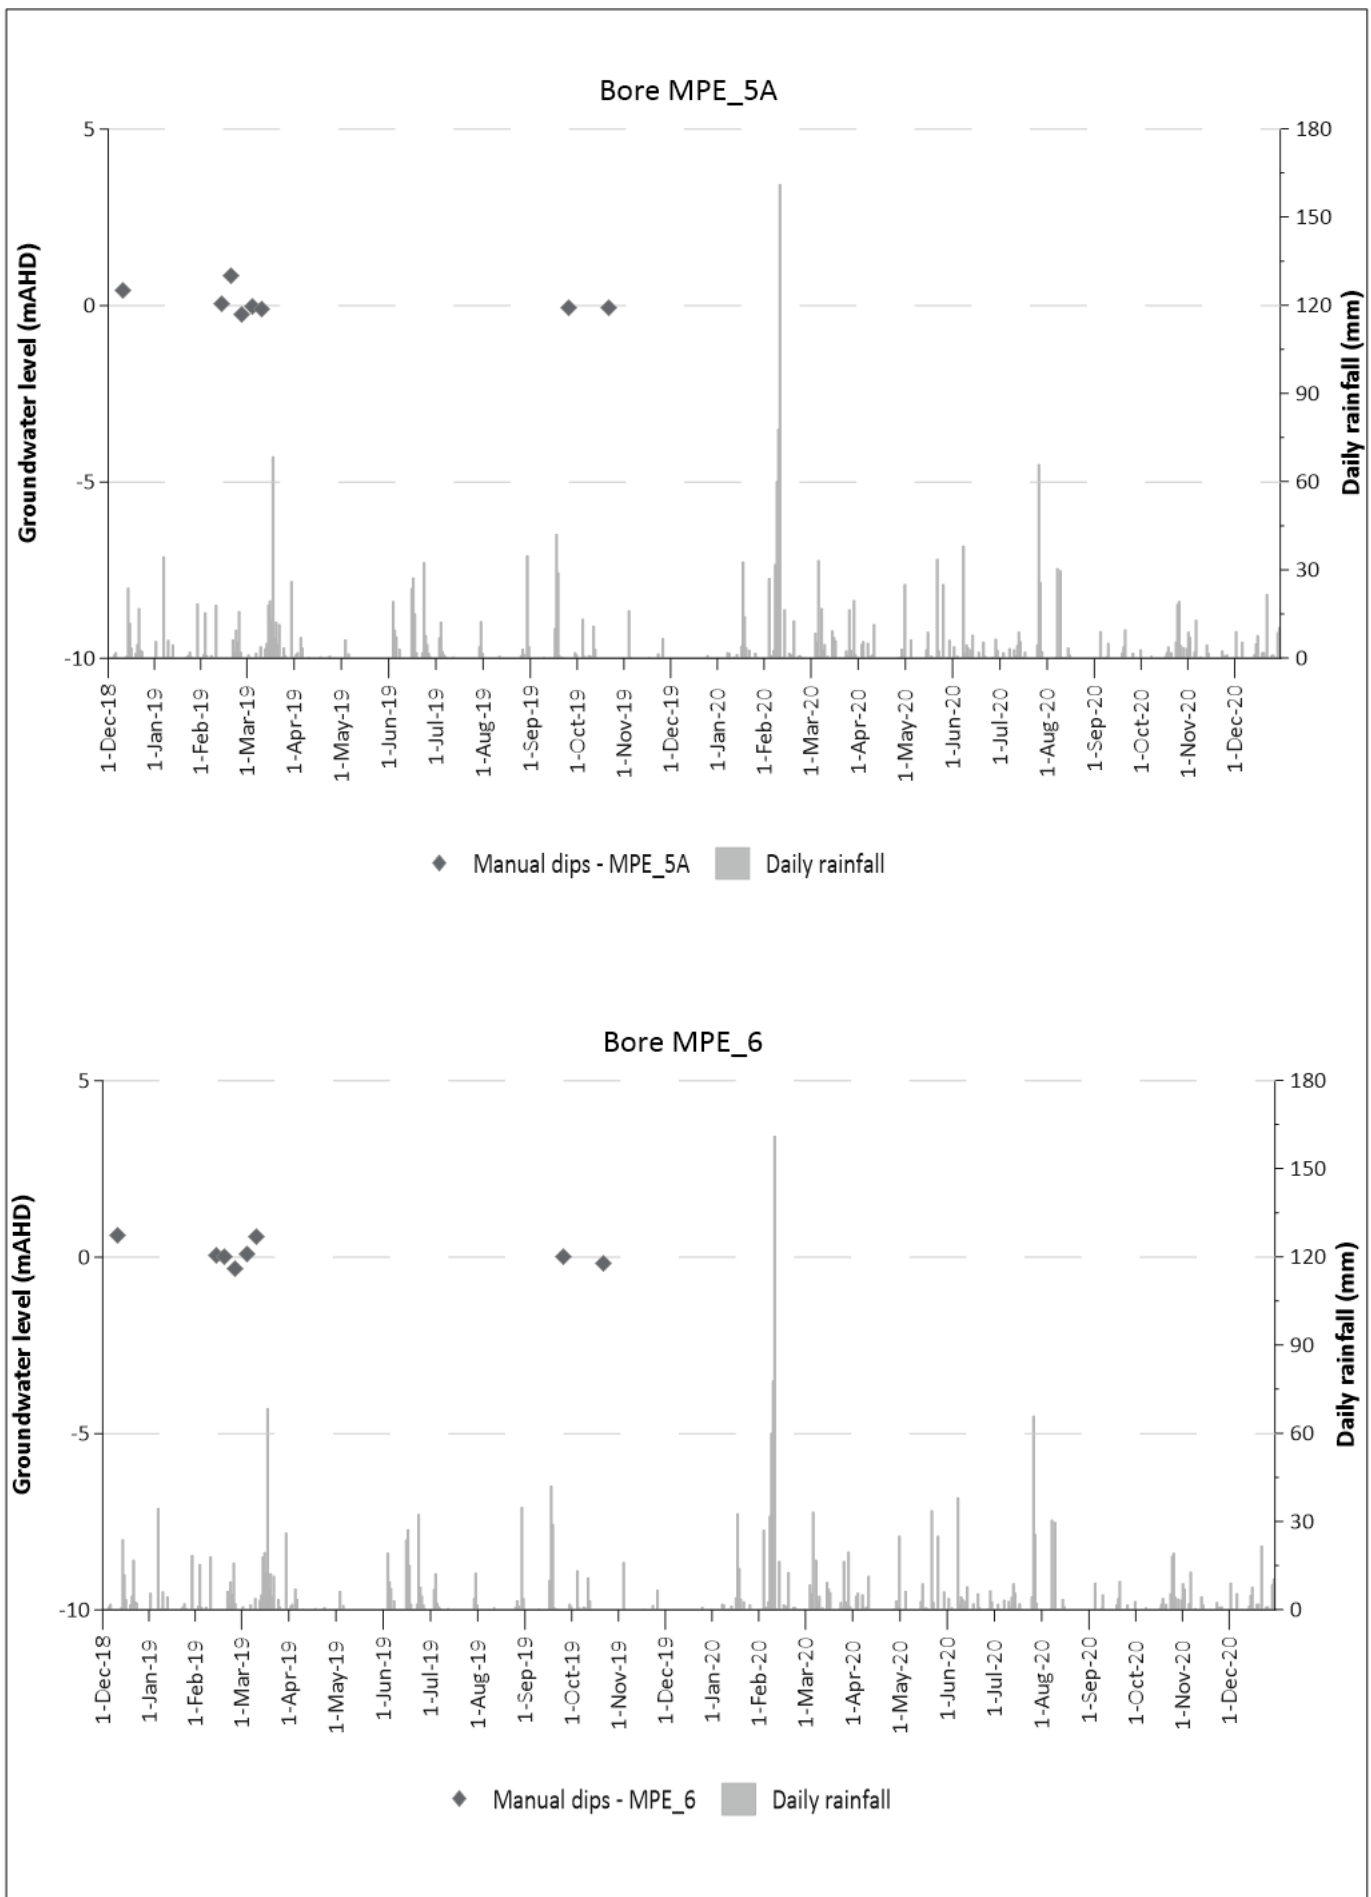 Bore MPE_5A
Groundwater level (mAHD)
5
0
-5
-10
180
150
120
90
60
30
0
Daily rainfall (mm)
1-Dec-18
1-Jan-19
1-Feb-19
1-Mar-19
1-Apr-19
1-May-19
1-Jun-19
1-Jul-19
1-Aug-19
1-Sep-19
1-Oct-19
1-Nov-19
1-Dec-19
1-Jan-20
1-Feb-20
1-Mar-20
1-Apr-20
1-May-20
1-Jun-20
1-Jul-20
1-Aug-20
1-Sep-20
1-Oct-20
1-Nov-20
1-Dec-20
Manual dips - MPE_5A Daily rainfall
Bore MPE_6
Groundwater level (mAHD)
5
0
-5
-10
180
150
120
90
60
30
0
Daily rainfall (mm)
1-Dec-18
1-Jan-19
1-Feb-19
1-Mar-19
1-Apr-19
1-May-19
1-Jun-19
1-Jul-19
1-Aug-19
1-Sep-19
1-Oct-19
1-Nov-19
1-Dec-19
1-Jan-20
1-Feb-20
1-Mar-20
1-Apr-20
1-May-20
1-Jun-20
1-Jul-20
1-Aug-20
1-Sep-20
1-Oct-20
1-Nov-20
1-Dec-20
Manual dips - MPE_6 Daily rainfall